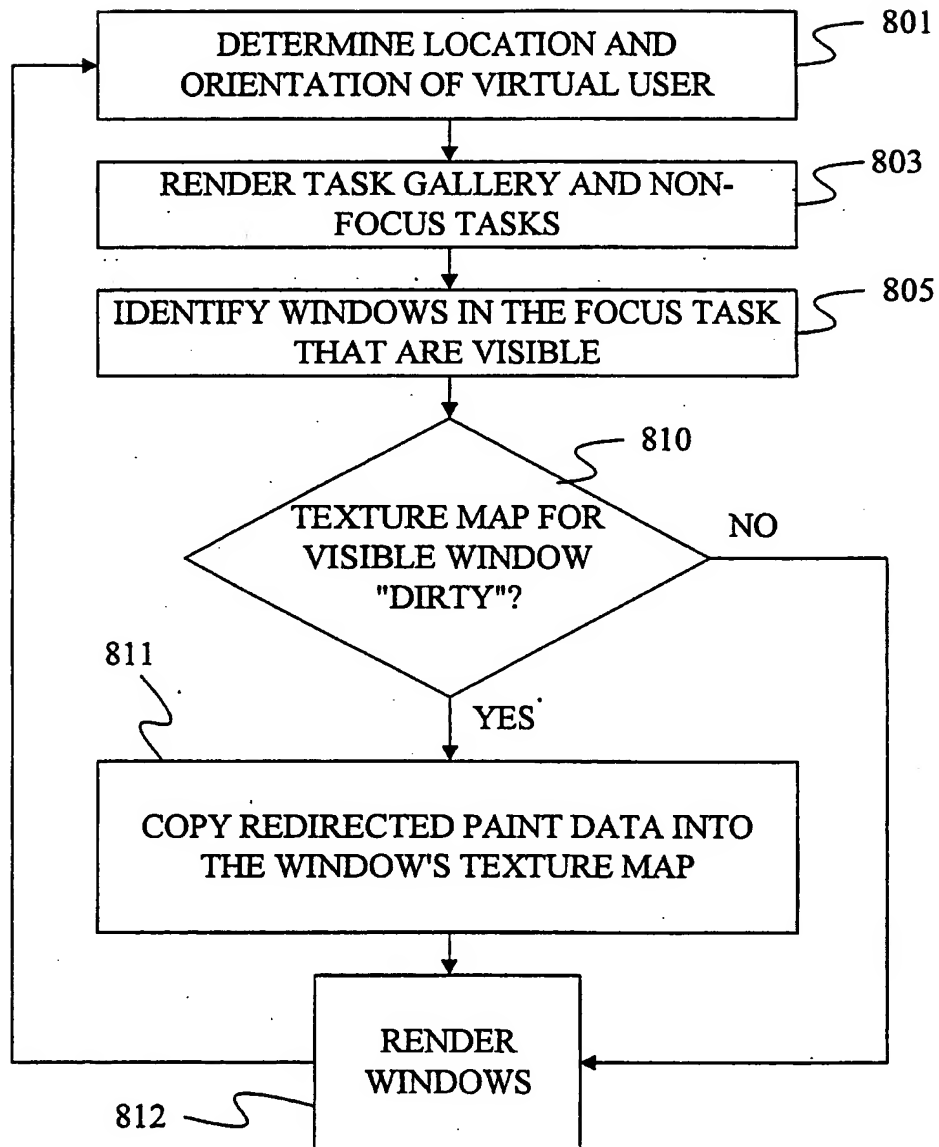 801
DETERMINE LOCATION AND
ORIENTATION OF VIRTUAL USER
803
RENDER TASK GALLERY AND NON-
FOCUS TASKS
805
IDENTIFY WINDOWS IN THE FOCUS TASK
THAT ARE VISIBLE
810
TEXTURE MAP FOR
VISIBLE WINDOW
"DIRTY"?
NO
811
YES
COPY REDIRECTED PAINT DATA INTO
THE WINDOW'S TEXTURE MAP
RENDER
WINDOWS
812